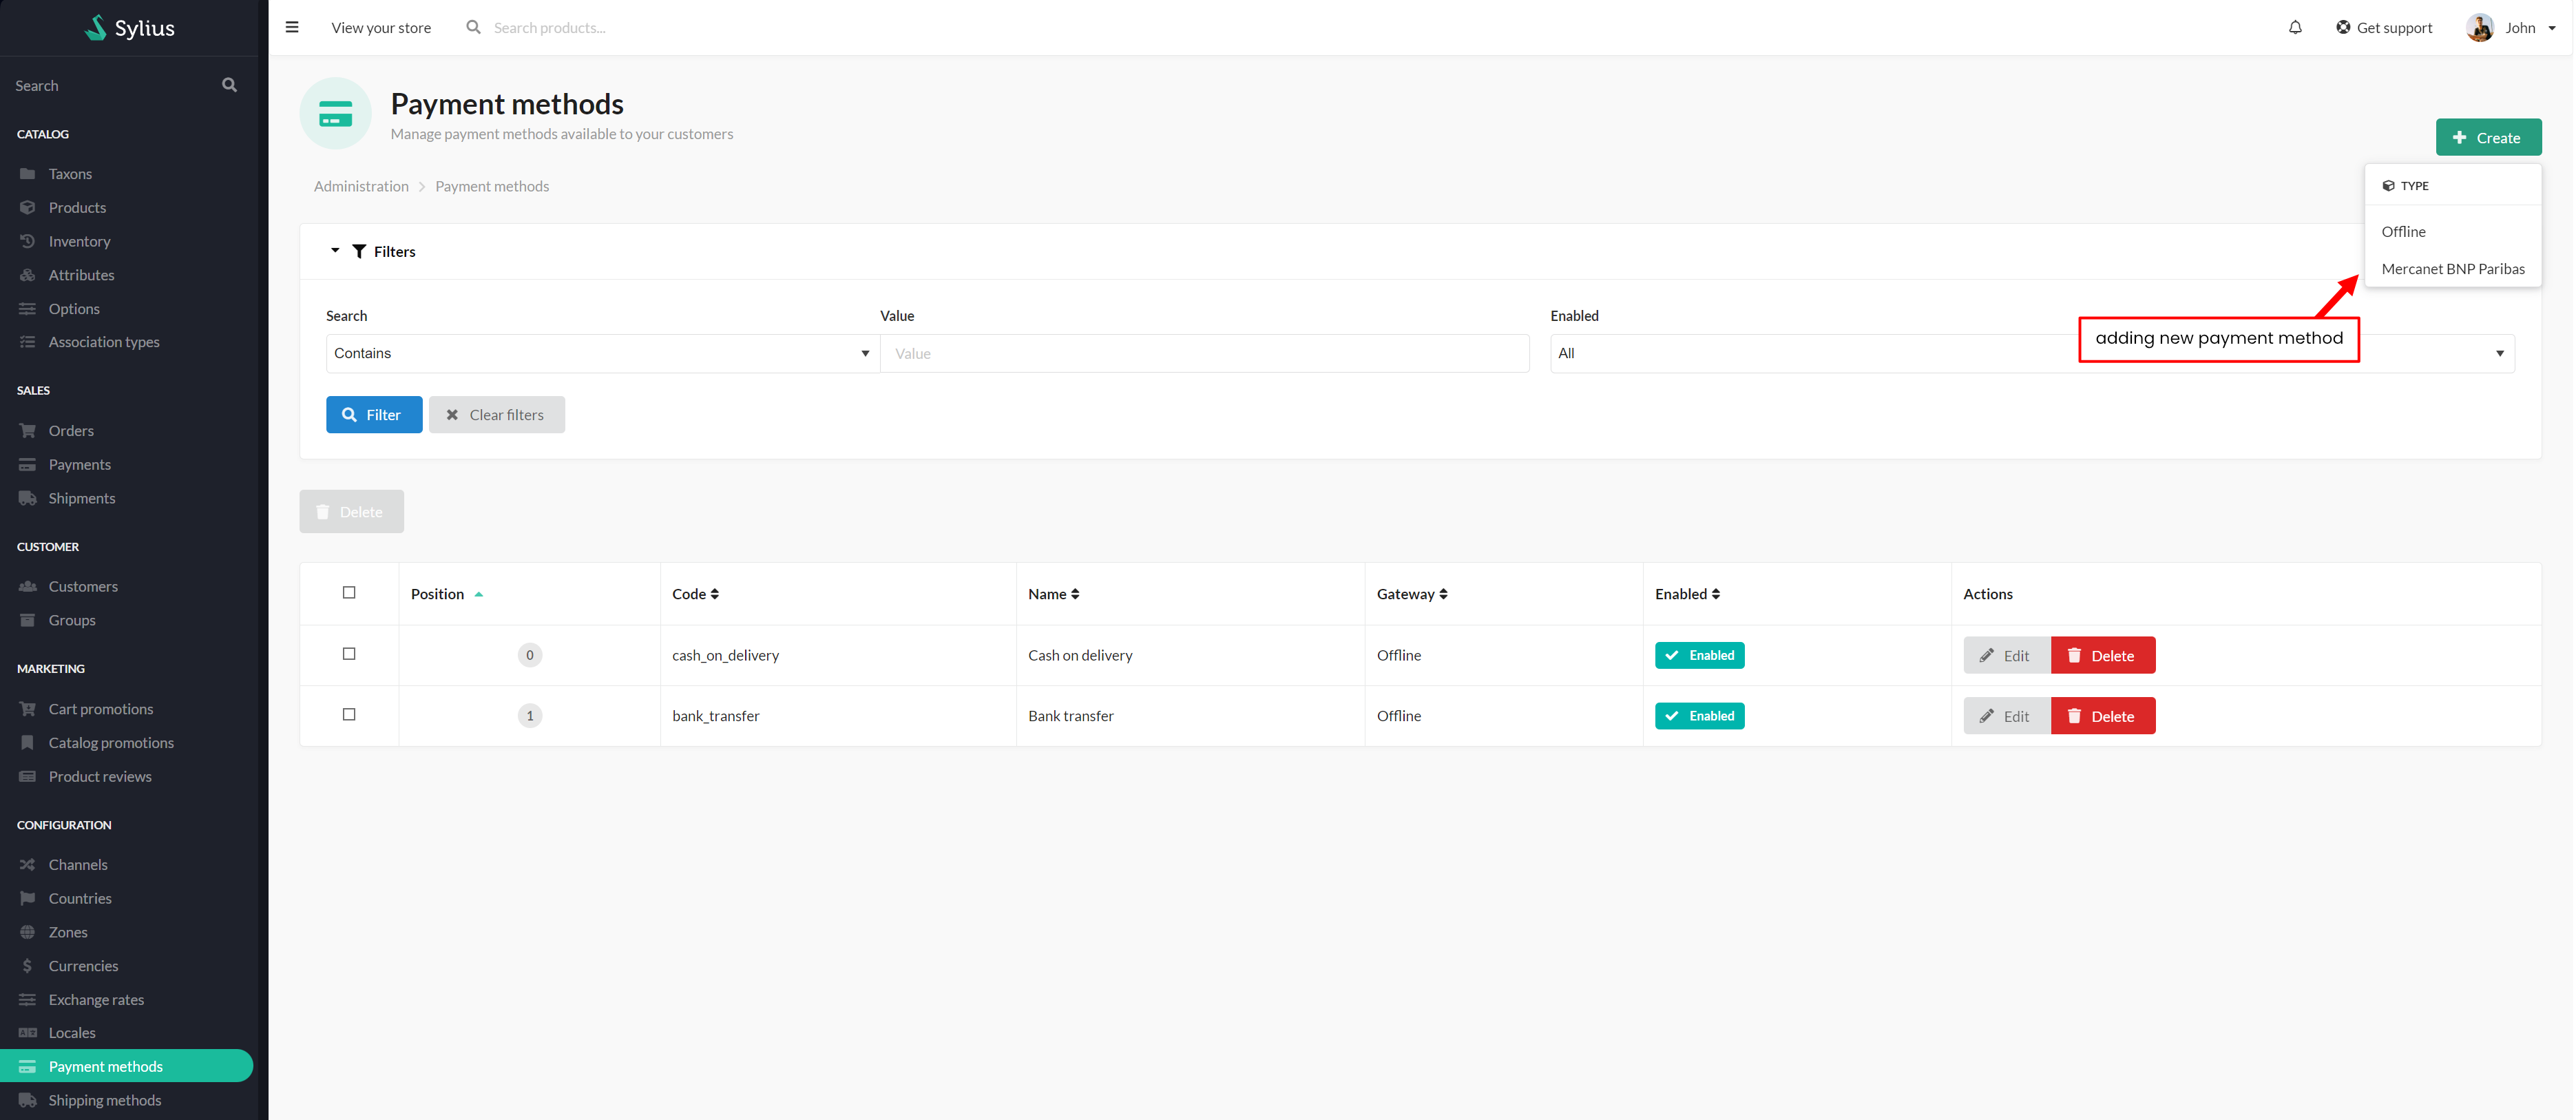 Sylius
View your store
Search products...
Get support
John
Search
CATALOG
Taxons
Products
Inventory
Attributes
Options
Association types
SALES
Orders
Payments
Shipments
CUSTOMER
Customers
Groups
MARKETING
Cart promotions
Catalog promotions
Product reviews
CONFIGURATION
Channels
Countries
Zones
Currencies
Exchange rates
Locales
Payment methods
Shipping methods
Payment methods
Manage payment methods available to your customers
Create
TYPE
Offline
Mercanet BNP Paribas
adding new payment method
Administration > Payment methods
Filters
Search Value Enabled
Contains Value All
Filter Clear filters
Delete
Position Code Name Gateway Enabled Actions
0 cash_on_delivery Cash on delivery Offline Enabled Edit Delete
1 bank_transfer Bank transfer Offline Enabled Edit Delete